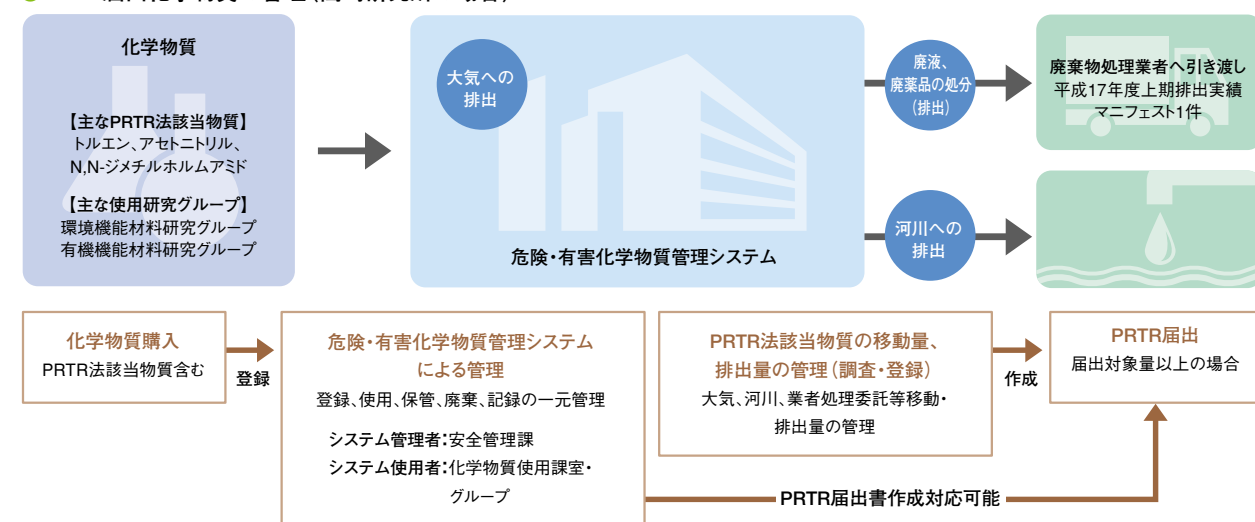 化学物質
【主なPRTR法該当物質】
トルエン、アセトニトリル、
N,N-ジメチルホルムアミド
【主な使用研究グループ】
環境機能材料研究グループ
有機機能材料研究グループ
大気への
排出
危険・有害化学物質管理システム
廃液、
廃薬品の処分
(排出)
廃棄物処理業者へ引き渡し
平成17年度上期排出実績
マニフェスト1件
河川への
排出
化学物質購入
PRTR法該当物質含む
登録
危険・有害化学物質管理システム
による管理
登録、使用、保管、廃棄、記録の一元管理
システム管理者:安全管理課
システム使用者:化学物質使用課室・
グループ
PRTR法該当物質の移動量、
排出量の管理(調査・登録)
大気、河川、業者処理委託等移動・
排出量の管理
作成
PRTR届出
届出対象量以上の場合
PRTR届出書作成対応可能